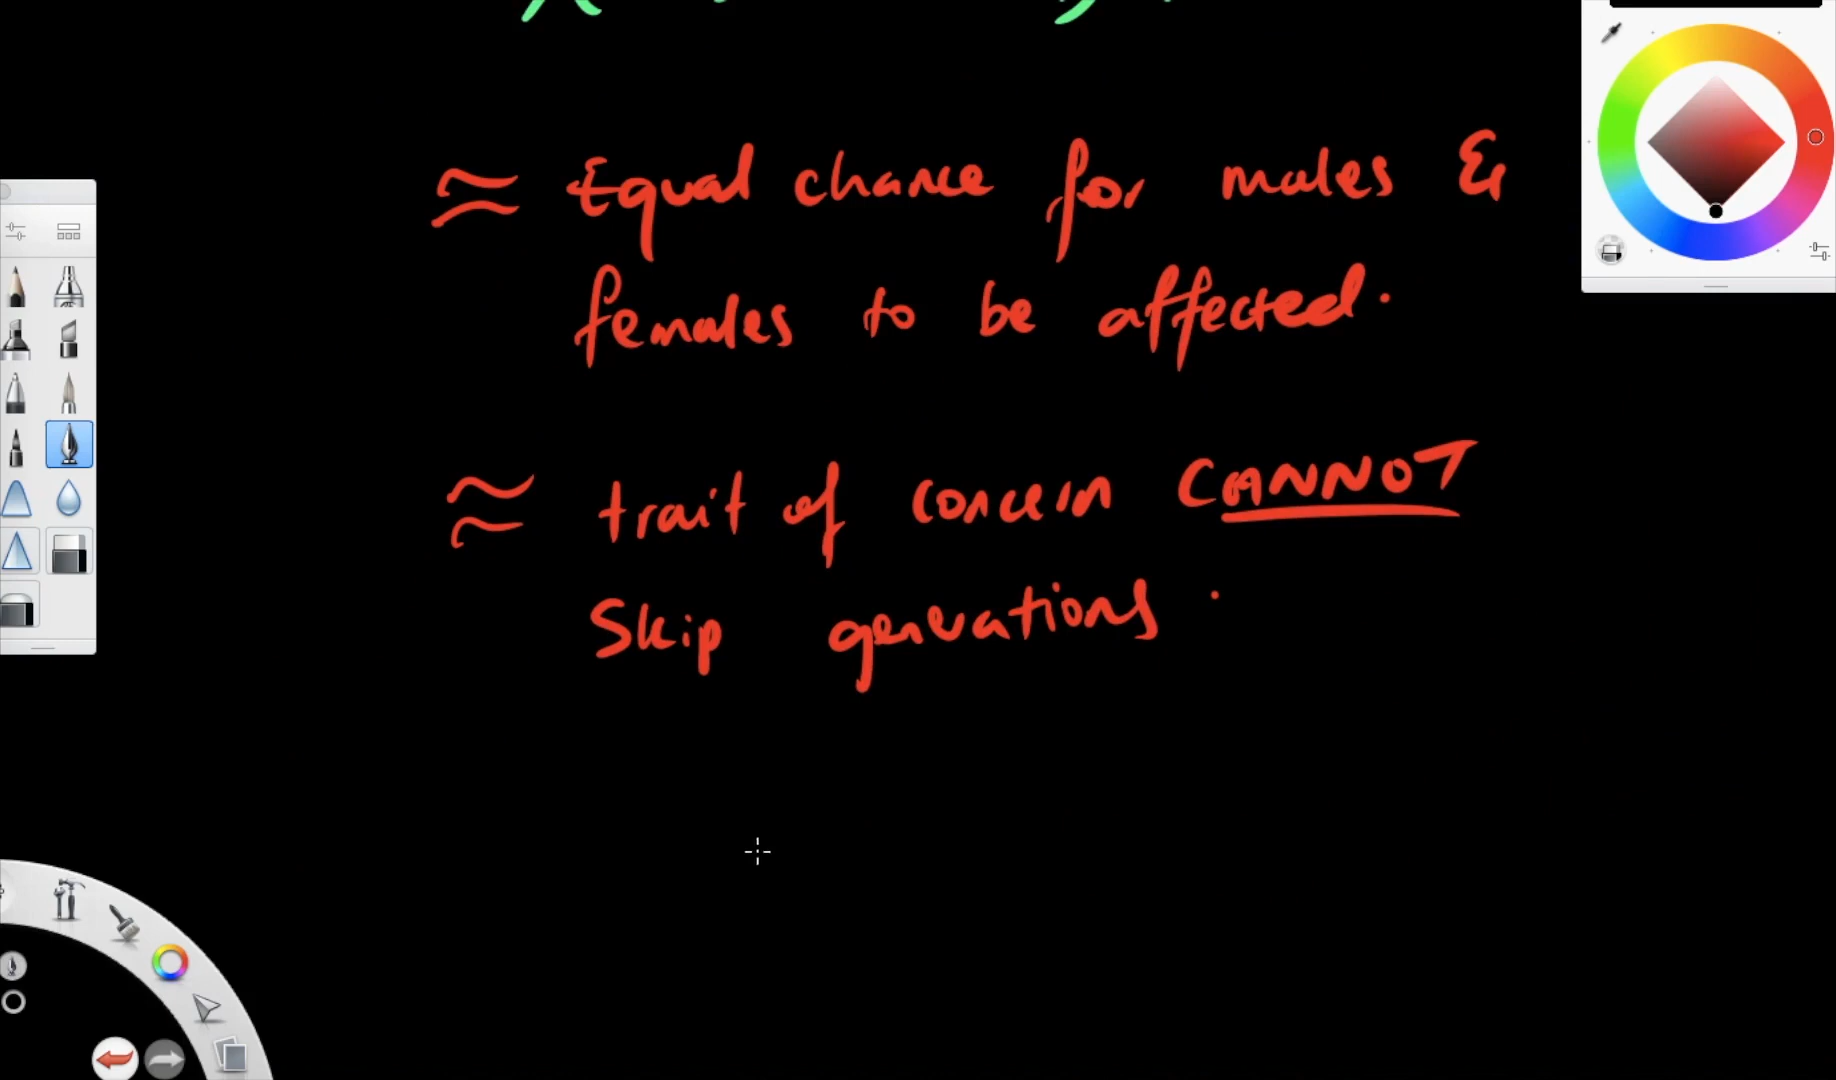 ≈ Equal chance for males &
females to be affected.
≈ trait of concern CANNOT
Skip generations.